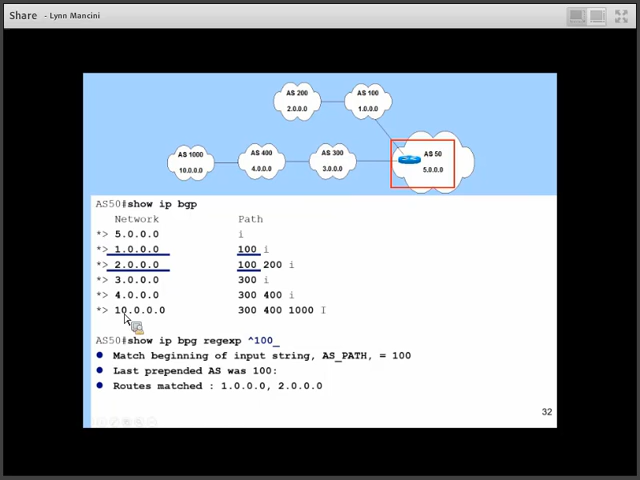 Share - Lynn Mancini
AS 200
2.0.0.0
AS 100
1.0.0.0
AS 1000
10.0.0.0
AS 400
4.0.0.0
AS 300
3.0.0.0
AS 50
5.0.0.0
AS50#show ip bgp
Network Path
*> 5.0.0.0 i
*> 1.0.0.0 100 i
*> 2.0.0.0 100 200 i
*> 3.0.0.0 300 i
*> 4.0.0.0 300 400 i
*> 10.0.0.0 300 400 1000 I
AS50#show ip bpg regexp ^100_
● Match beginning of input string, AS_PATH, = 100
● Last prepended AS was 100:
● Routes matched : 1.0.0.0, 2.0.0.0
32